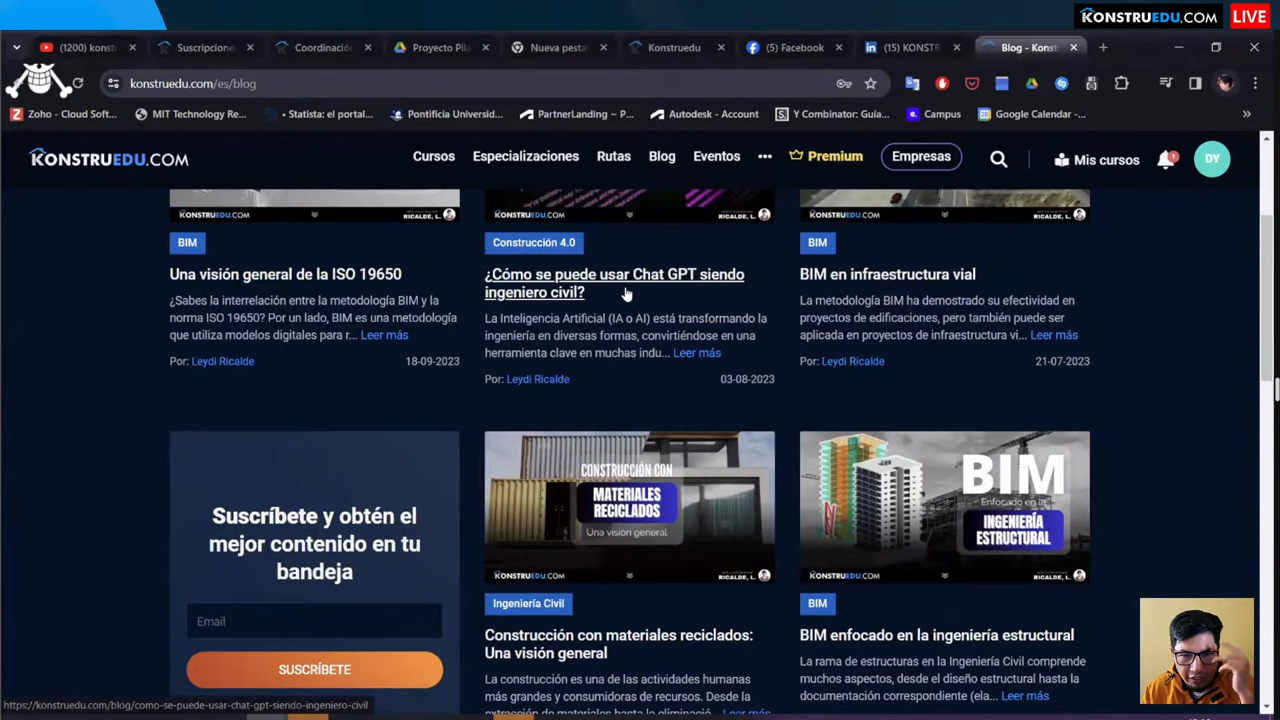 KONSTRUEDU.COM LIVE
(1200) konst
Suscripcione
Coordinación
Proyecto Pila
Nueva pesta
Konstruedu
(5) Facebook
(15) KONSTR
Blog - Kons
konstruedu.com/es/blog
Zoho - Cloud Soft...
MIT Technology Re...
• Statista: el portal...
Pontificia Universid...
PartnerLanding – P...
Autodesk - Account
Y Combinator: Guía...
Campus
Google Calendar -...
KONSTRUEDU.COM
Cursos
Especializaciones
Rutas
Blog
Eventos
Premium
Empresas
Mis cursos
1
DY
KONSTRUEDU.COM
RICALDE, L.
KONSTRUEDU.COM
RICALDE, L.
KONSTRUEDU.COM
RICALDE, L.
BIM
Una visión general de la ISO 19650
¿Sabes la interrelación entre la metodología BIM y la
norma ISO 19650? Por un lado, BIM es una metodología
que utiliza modelos digitales para r... Leer más
Por: Leydi Ricalde 18-09-2023
Construcción 4.0
¿Cómo se puede usar Chat GPT siendo
ingeniero civil?
La Inteligencia Artificial (IA o AI) está transformando la
ingeniería en diversas formas, convirtiéndose en una
herramienta clave en muchas indu... Leer más
Por: Leydi Ricalde 03-08-2023
BIM
BIM en infraestructura vial
La metodología BIM ha demostrado su efectividad en
proyectos de edificaciones, pero también puede ser
aplicada en proyectos de infraestructura vi... Leer más
Por: Leydi Ricalde 21-07-2023
Suscríbete y obtén el
mejor contenido en tu
bandeja
Email
SUSCRÍBETE
CONSTRUCCIÓN CON
MATERIALES
RECICLADOS
Una visión general
KONSTRUEDU.COM
RICALDE, L.
Ingeniería Civil
Construcción con materiales reciclados:
Una visión general
La construcción es una de las actividades humanas
más grandes y consumidoras de recursos. Desde la
extracción de materiales hasta la eliminació... Leer más
BIM
Enfocado en la
INGENIERÍA
ESTRUCTURAL
KONSTRUEDU.COM
RICALDE, L.
BIM
BIM enfocado en la ingeniería estructural
La rama de estructuras en la Ingeniería Civil comprende
muchos aspectos, desde el diseño estructural hasta la
documentación correspondiente (ela... Leer más
https://konstruedu.com/blog/como-se-puede-usar-chat-gpt-siendo-ingeniero-civil